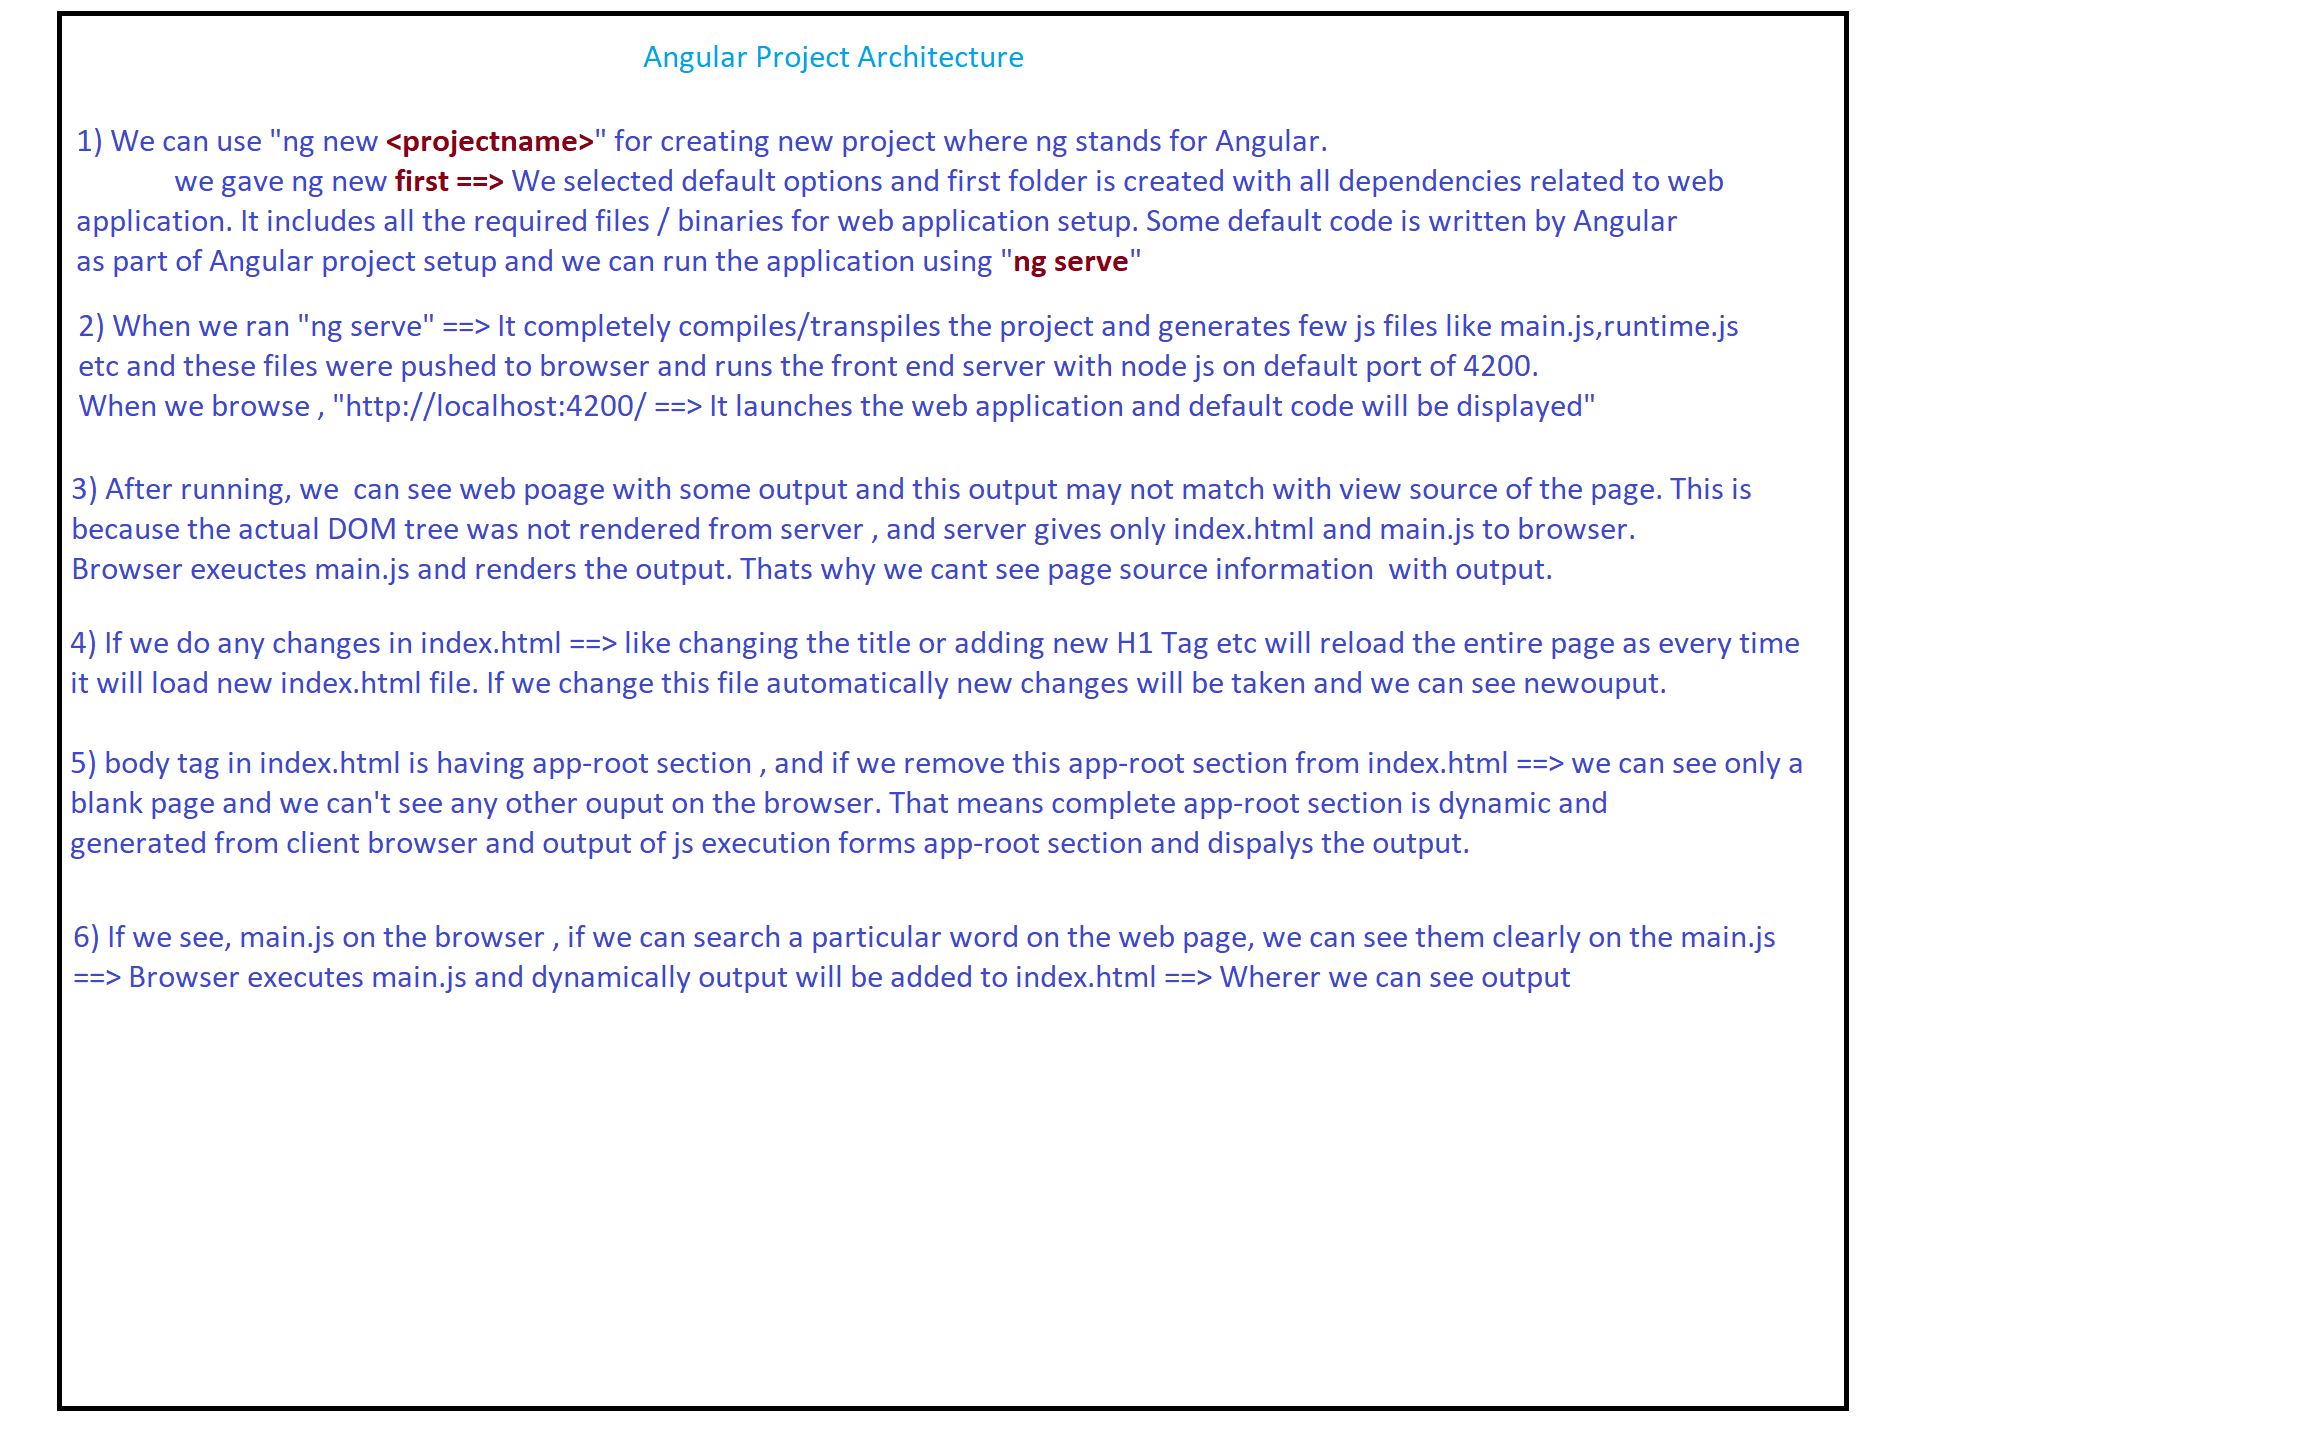 Angular Project Architecture
1) We can use "ng new <projectname>" for creating new project where ng stands for Angular.
we gave ng new first ==> We selected default options and first folder is created with all dependencies related to web
application. It includes all the required files / binaries for web application setup. Some default code is written by Angular
as part of Angular project setup and we can run the application using "ng serve"
2) When we ran "ng serve" ==> It completely compiles/transpiles the project and generates few js files like main.js,runtime.js
etc and these files were pushed to browser and runs the front end server with node js on default port of 4200.
When we browse , "http://localhost:4200/ ==> It launches the web application and default code will be displayed"
3) After running, we  can see web poage with some output and this output may not match with view source of the page. This is
because the actual DOM tree was not rendered from server , and server gives only index.html and main.js to browser.
Browser exeuctes main.js and renders the output. Thats why we cant see page source information  with output.
4) If we do any changes in index.html ==> like changing the title or adding new H1 Tag etc will reload the entire page as every time
it will load new index.html file. If we change this file automatically new changes will be taken and we can see newouput.
5) body tag in index.html is having app-root section , and if we remove this app-root section from index.html ==> we can see only a
blank page and we can't see any other ouput on the browser. That means complete app-root section is dynamic and
generated from client browser and output of js execution forms app-root section and dispalys the output.
6) If we see, main.js on the browser , if we can search a particular word on the web page, we can see them clearly on the main.js
==> Browser executes main.js and dynamically output will be added to index.html ==> Wherer we can see output